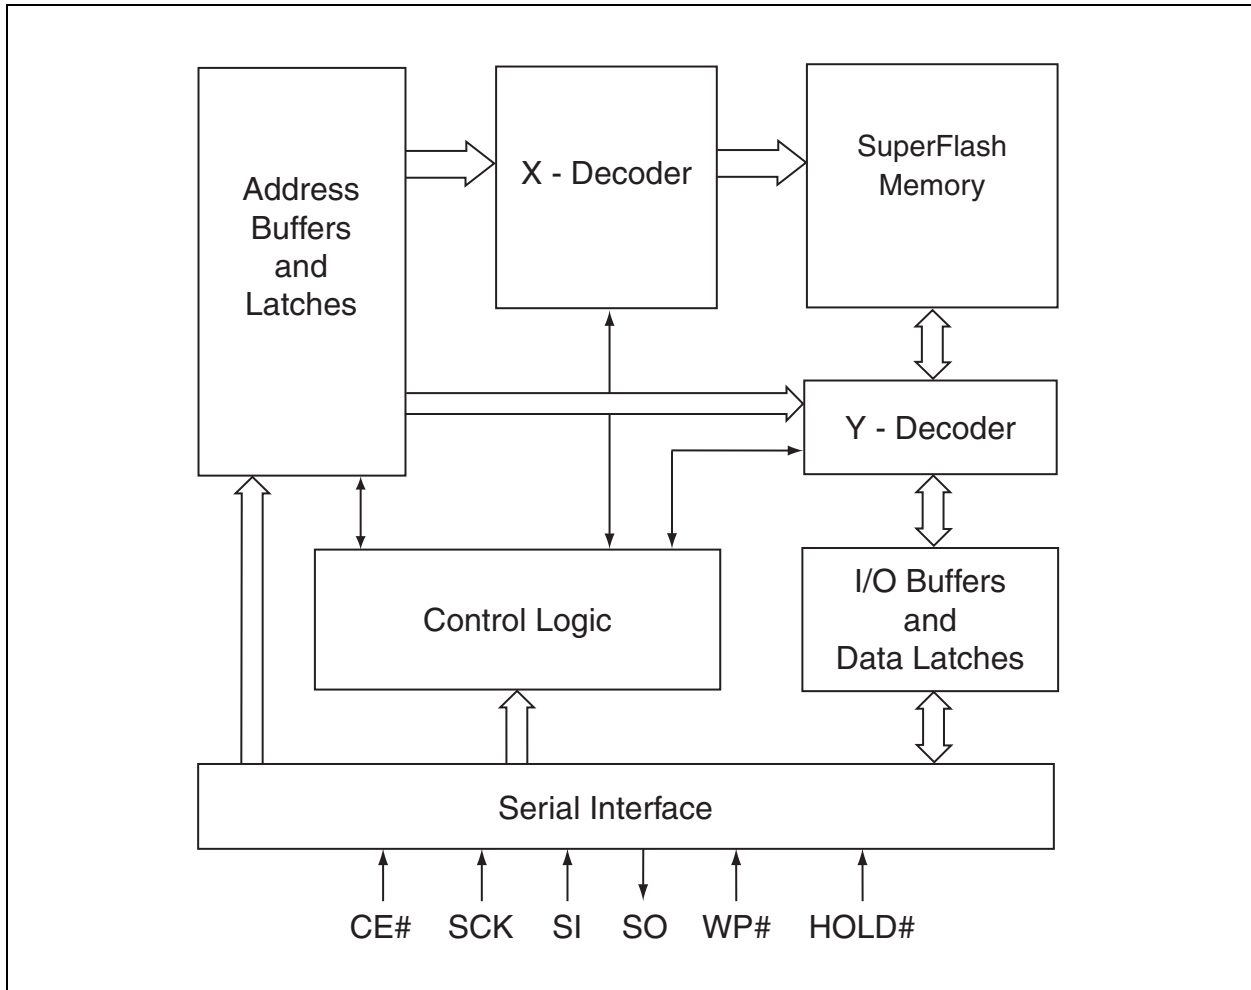 Address
Buffers
and
Latches
X - Decoder
SuperFlash
Memory
Y - Decoder
Control Logic
I/O Buffers
and
Data Latches
Serial Interface
CE# SCK SI SO WP# HOLD#